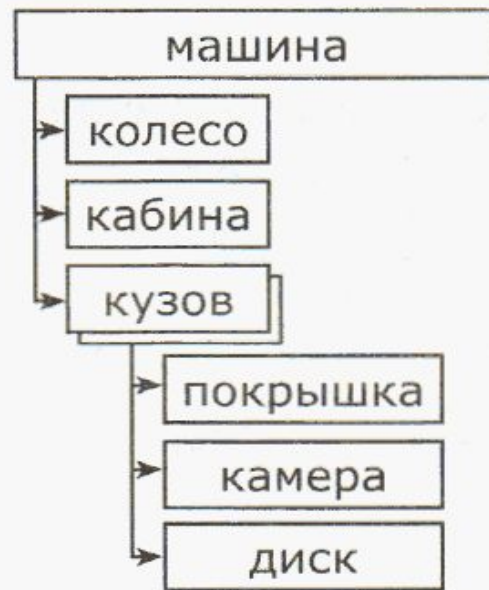 машина
колесо
кабина
кузов
покрышка
камера
диск